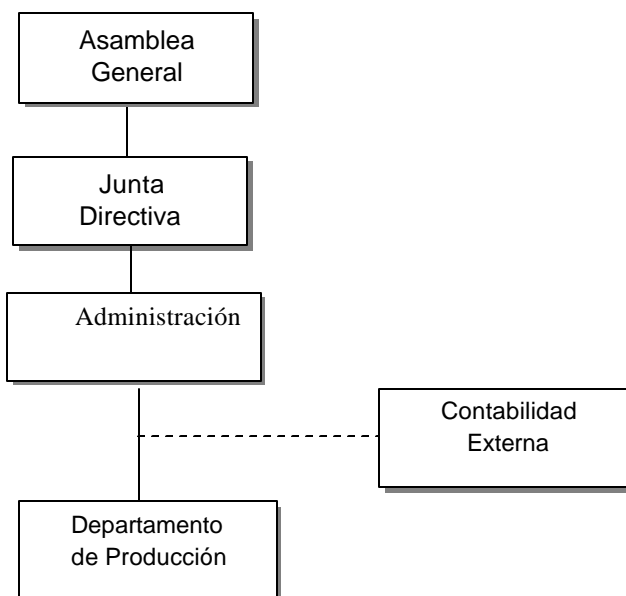 Asamblea
General
Junta
Directiva
Administración
Contabilidad
Externa
Departamento
de Producción